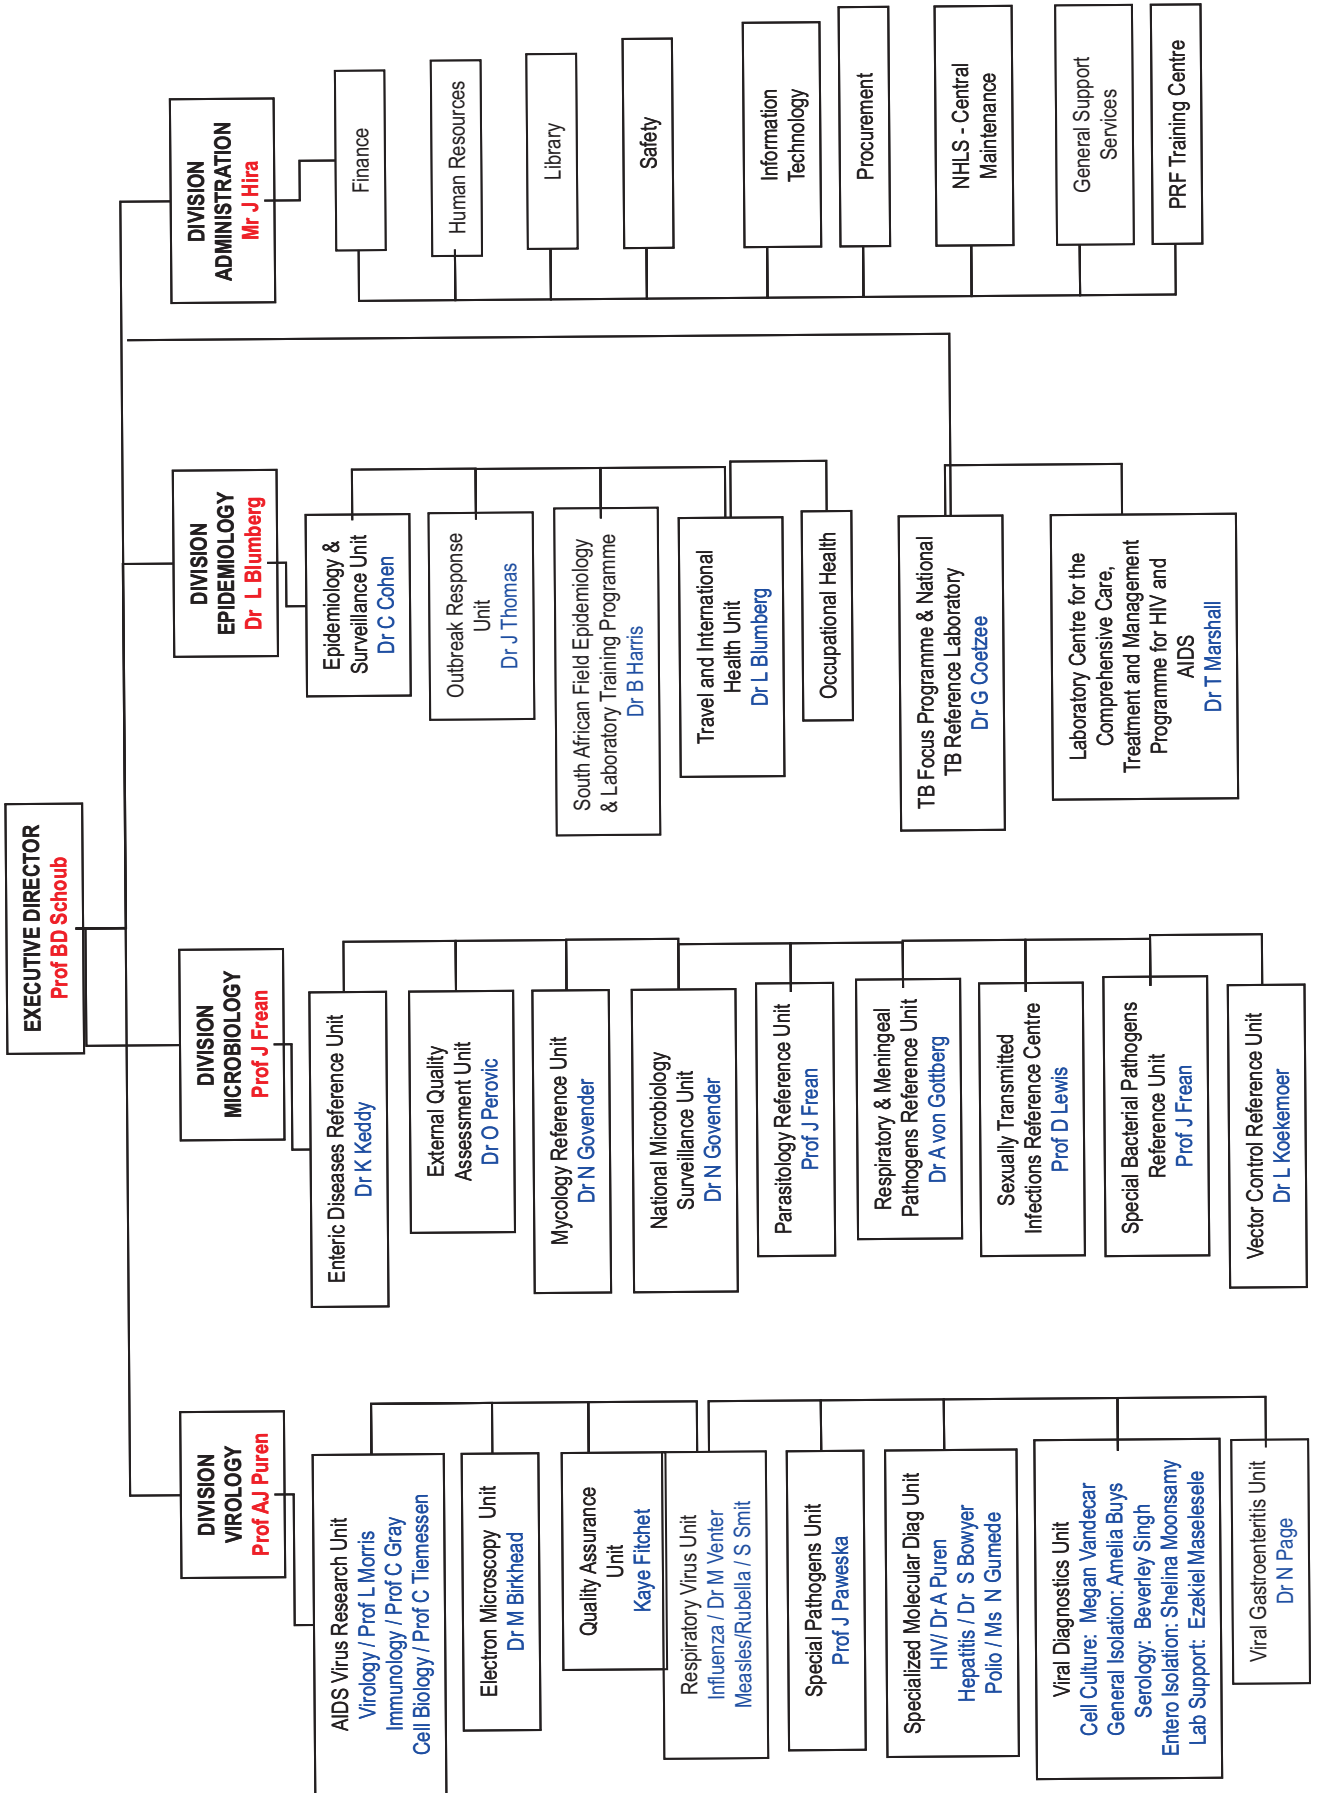 EXECUTIVE DIRECTOR
Prof BD Schoub
DIVISION
VIROLOGY
Prof AJ Puren
AIDS Virus Research Unit
Virology / Prof L Morris
Immunology / Prof C Gray
Cell Biology / Prof C Tiemessen
Electron Microscopy Unit
Dr M Birkhead
Quality Assurance
Unit
Kaye Fitchet
Respiratory Virus Unit
Influenza / Dr M Venter
Measles/Rubella / S Smit
Special Pathogens Unit
Prof J Paweska
Specialized Molecular Diag Unit
HIV/ Dr A Puren
Hepatitis / Dr S Bowyer
Polio / Ms N Gumede
Viral Diagnostics Unit
Cell Culture: Megan Vandecar
General Isolation: Amelia Buys
Serology: Beverley Singh
Entero Isolation: Shelina Moonsamy
Lab Support: Ezekiel Maselesele
Viral Gastroenteritis Unit
Dr N Page
DIVISION
MICROBIOLOGY
Prof J Frean
Enteric Diseases Reference Unit
Dr K Keddy
External Quality
Assessment Unit
Dr O Perovic
Mycology Reference Unit
Dr N Govender
National Microbiology
Surveillance Unit
Dr N Govender
Parasitology Reference Unit
Prof J Frean
Respiratory & Meningeal
Pathogens Reference Unit
Dr A von Gottberg
Sexually Transmitted
Infections Reference Centre
Prof D Lewis
Special Bacterial Pathogens
Reference Unit
Prof J Frean
Vector Control Reference Unit
Dr L Koekemoer
DIVISION
EPIDEMIOLOGY
Dr L Blumberg
Epidemiology &
Surveillance Unit
Dr C Cohen
Outbreak Response
Unit
Dr J Thomas
South African Field Epidemiology
& Laboratory Training Programme
Dr B Harris
Travel and International
Health Unit
Dr L Blumberg
Occupational Health
TB Focus Programme & National
TB Reference Laboratory
Dr G Coetzee
Laboratory Centre for the
Comprehensive Care,
Treatment and Management
Programme for HIV and
AIDS
Dr T Marshall
DIVISION
ADMINISTRATION
Mr J Hira
Finance
Human Resources
Library
Safety
Information
Technology
Procurement
NHLS - Central
Maintenance
General Support
Services
PRF Training Centre